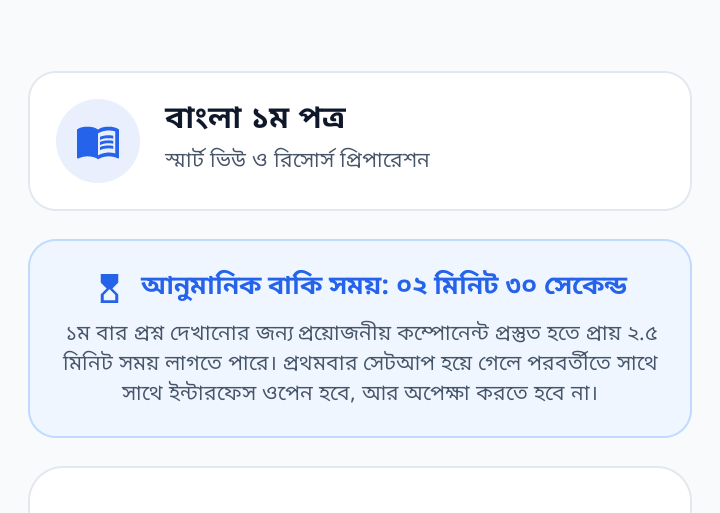 বাংলা ১ম পত্র
স্মার্ট ভিউ ও রিসোর্স প্রিপারেশন
আনুমানিক বাকি সময়: ০২ মিনিট ৩০ সেকেন্ড
১ম বার প্রশ্ন দেখানোর জন্য প্রয়োজনীয় কম্পোনেন্ট প্রস্তুত হতে প্রায় ২.৫
মিনিট সময় লাগতে পারে। প্রথমবার সেটআপ হয়ে গেলে পরবর্তীতে সাথে
সাথে ইন্টারফেস ওপেন হবে, আর অপেক্ষা করতে হবে না।